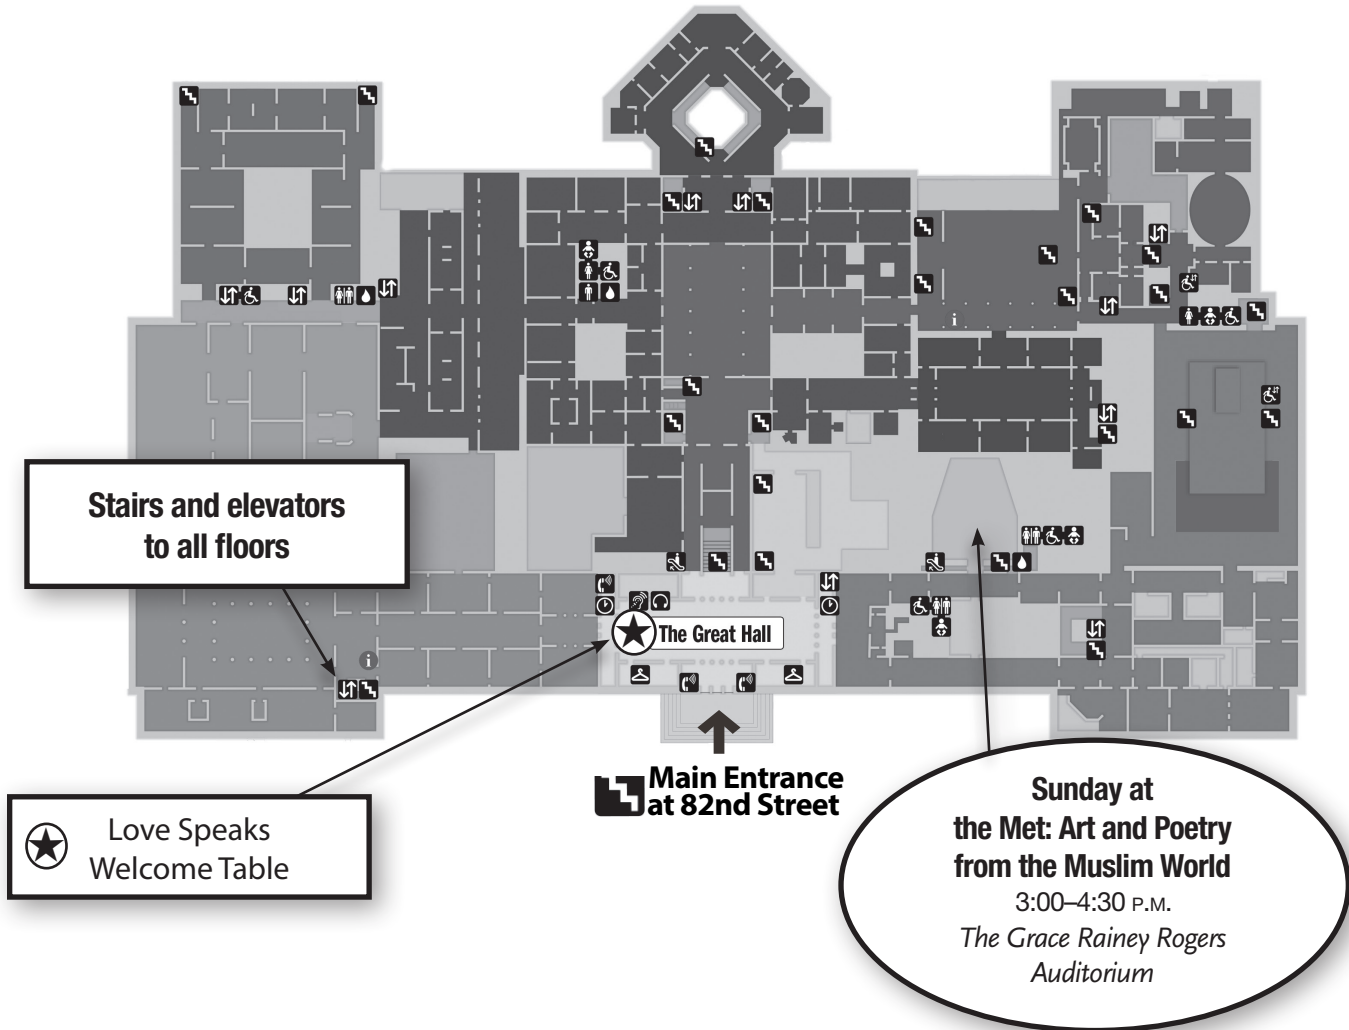 Stairs and elevators
to all floors
i
i
The Great Hall
Main Entrance
at 82nd Street
Love Speaks
Welcome Table
Sunday at
the Met: Art and Poetry
from the Muslim World
3:00–4:30 P.M.
The Grace Rainey Rogers
Auditorium